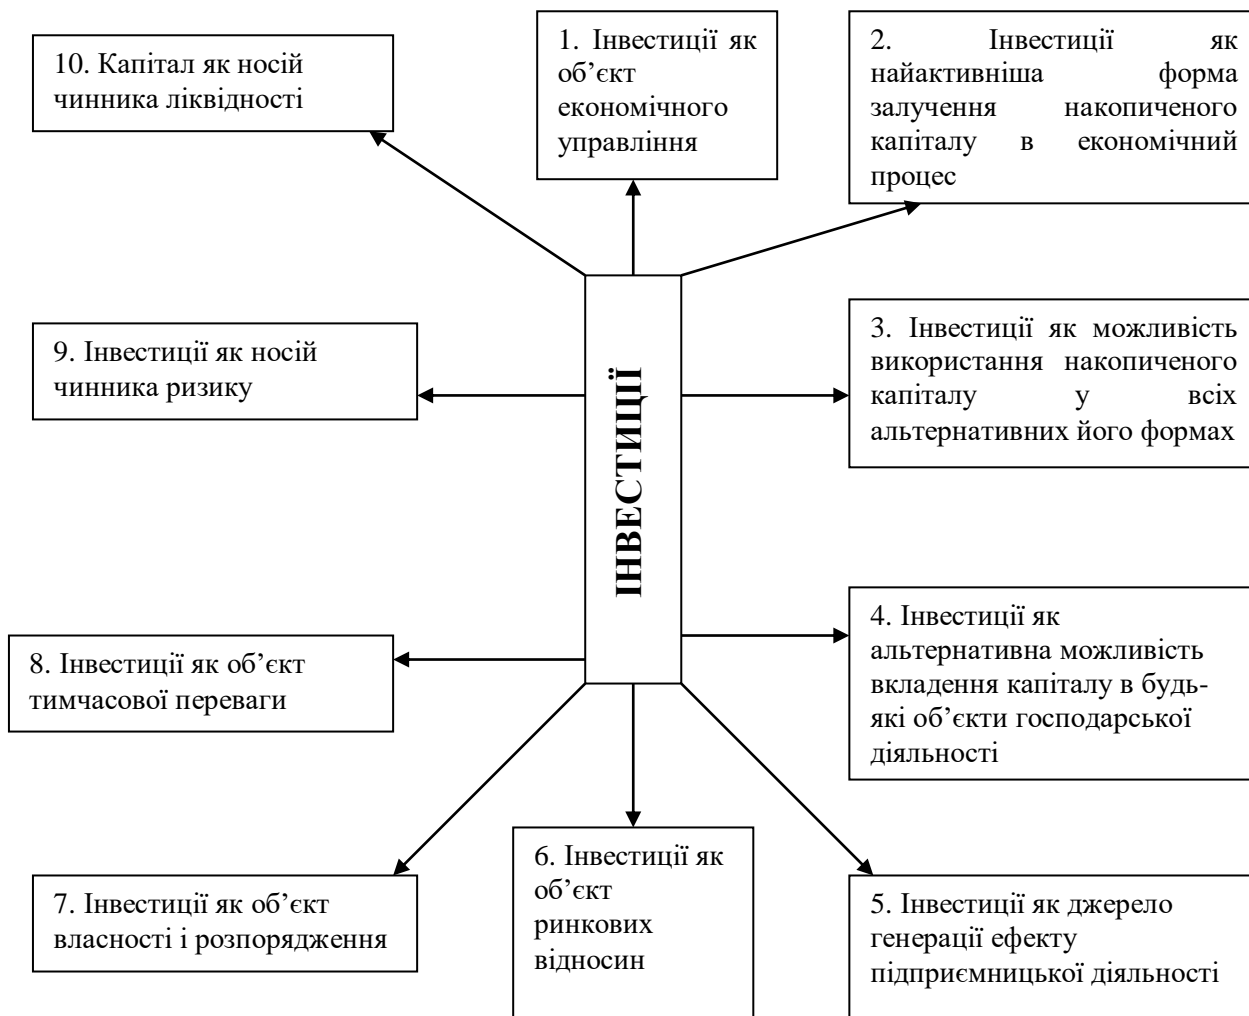 1. Інвестиції як
об’єкт
економічного
управління
2. Інвестиції як
найактивніша форма
залучення накопиченого
капіталу в економічний
процес
3. Інвестиції як можливість
використання накопиченого
капіталу у всіх
альтернативних його формах
4. Інвестиції як
альтернативна можливість
вкладення капіталу в будь-
які об’єкти господарської
діяльності
5. Інвестиції як джерело
генерації ефекту
підприємницької діяльності
6. Інвестиції як
об’єкт
ринкових
відносин
7. Інвестиції як об’єкт
власності і розпорядження
8. Інвестиції як об’єкт
тимчасової переваги
9. Інвестиції як носій
чинника ризику
10. Капітал як носій
чинника ліквідності
ІНВЕСТИЦІЇ